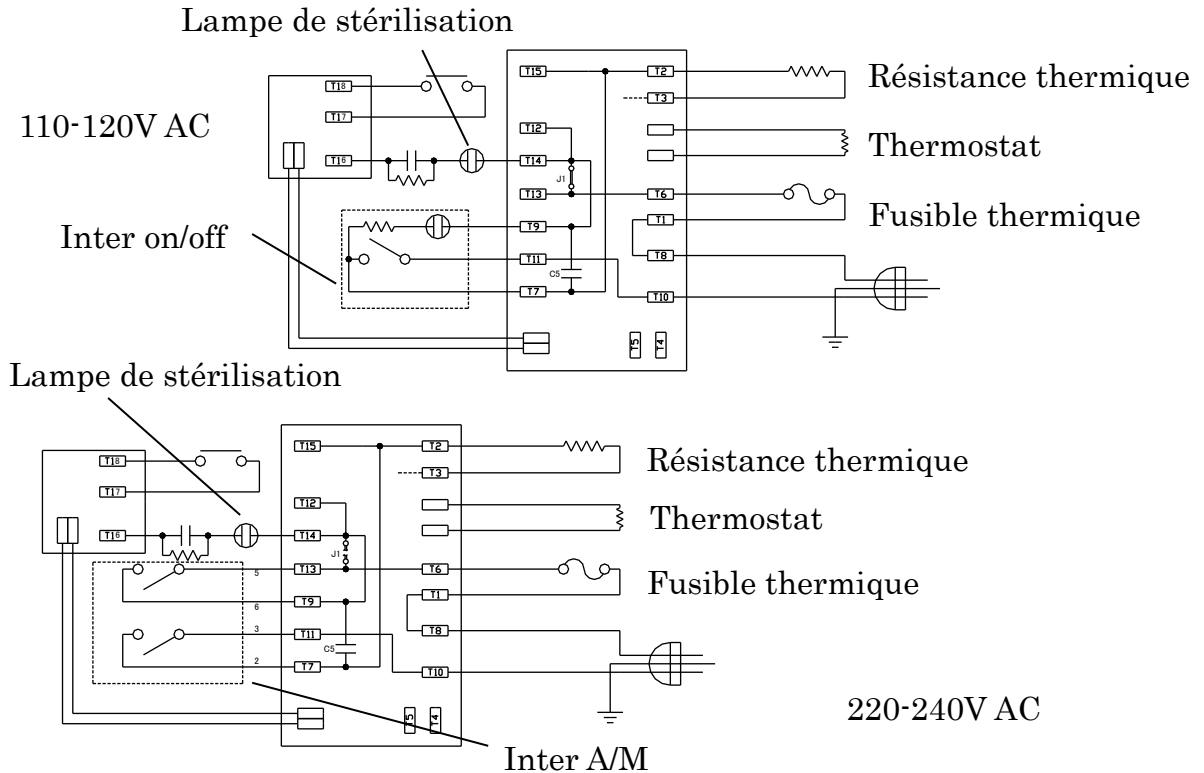 Lampe de stérilisation
110-120V AC
T18
T17
T16
T15
T12
T14
J1
T13
T9
T11
C5
T7
T2
T3
T6
T1
T8
T10
T5
T4
Résistance thermique
Thermostat
Fusible thermique
Inter on/off
Lampe de stérilisation
T18
T17
T16
T15
T12
T14
J1
T13
T9
T11
C5
T7
5
6
3
2
T2
T3
T6
T1
T8
T10
T5
T4
Résistance thermique
Thermostat
Fusible thermique
220-240V AC
Inter A/M